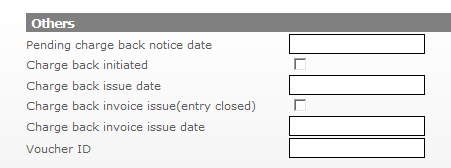 Others
Pending charge back notice date
Charge back initiated
Charge back issue date
Charge back invoice issue(entry closed)
Charge back invoice issue date
Voucher ID